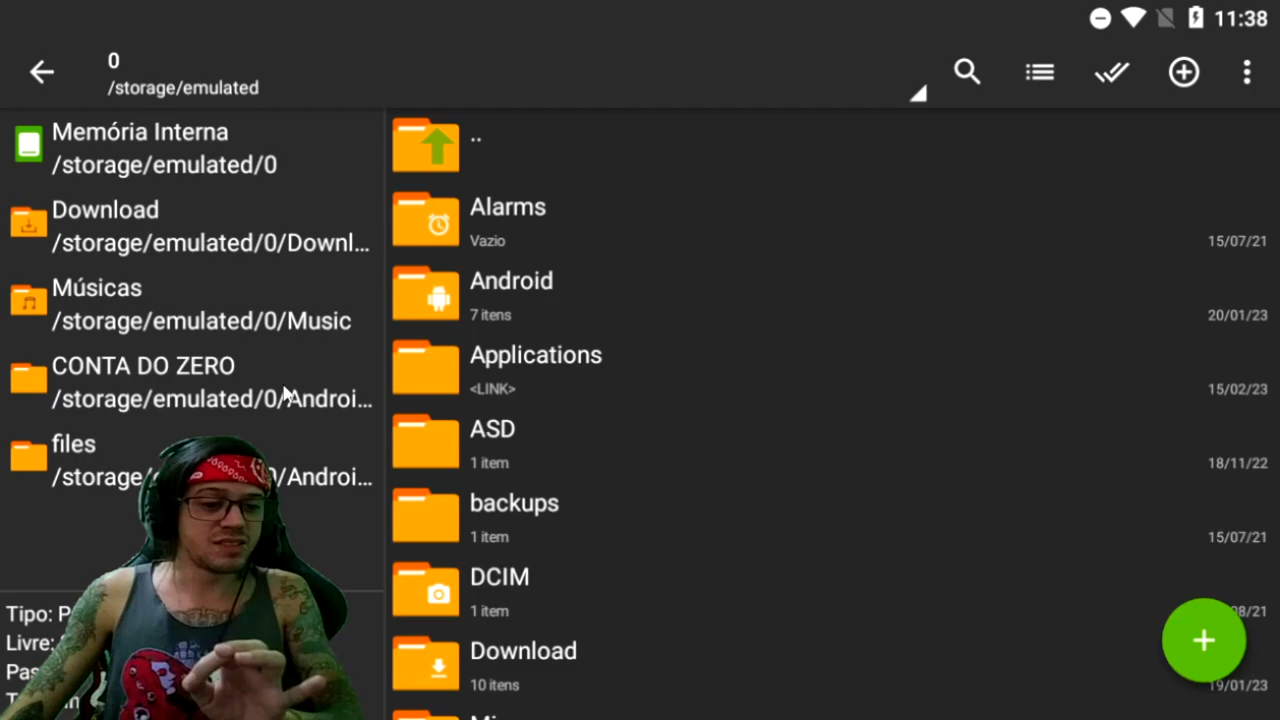 11:38
0
/storage/emulated
Memória Interna
/storage/emulated/0
Download
/storage/emulated/0/Downl...
Músicas
/storage/emulated/0/Music
CONTA DO ZERO
/storage/emulated/0/Androi...
files
/Androi...
Tipo:
Livre:
..
Alarms
Vazio
15/07/21
Android
7 itens
20/01/23
Applications
<LINK>
15/02/23
ASD
1 item
18/11/22
backups
1 item
15/07/21
DCIM
1 item
Download
10 itens
19/01/23